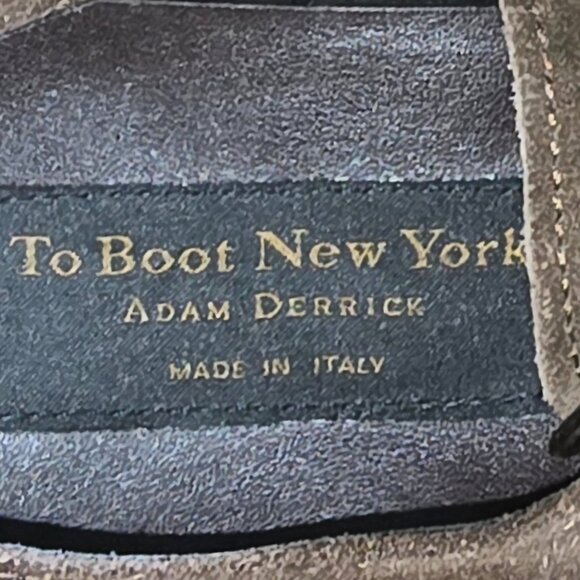 To Boot New York
Adam Derrick
MADE IN ITALY